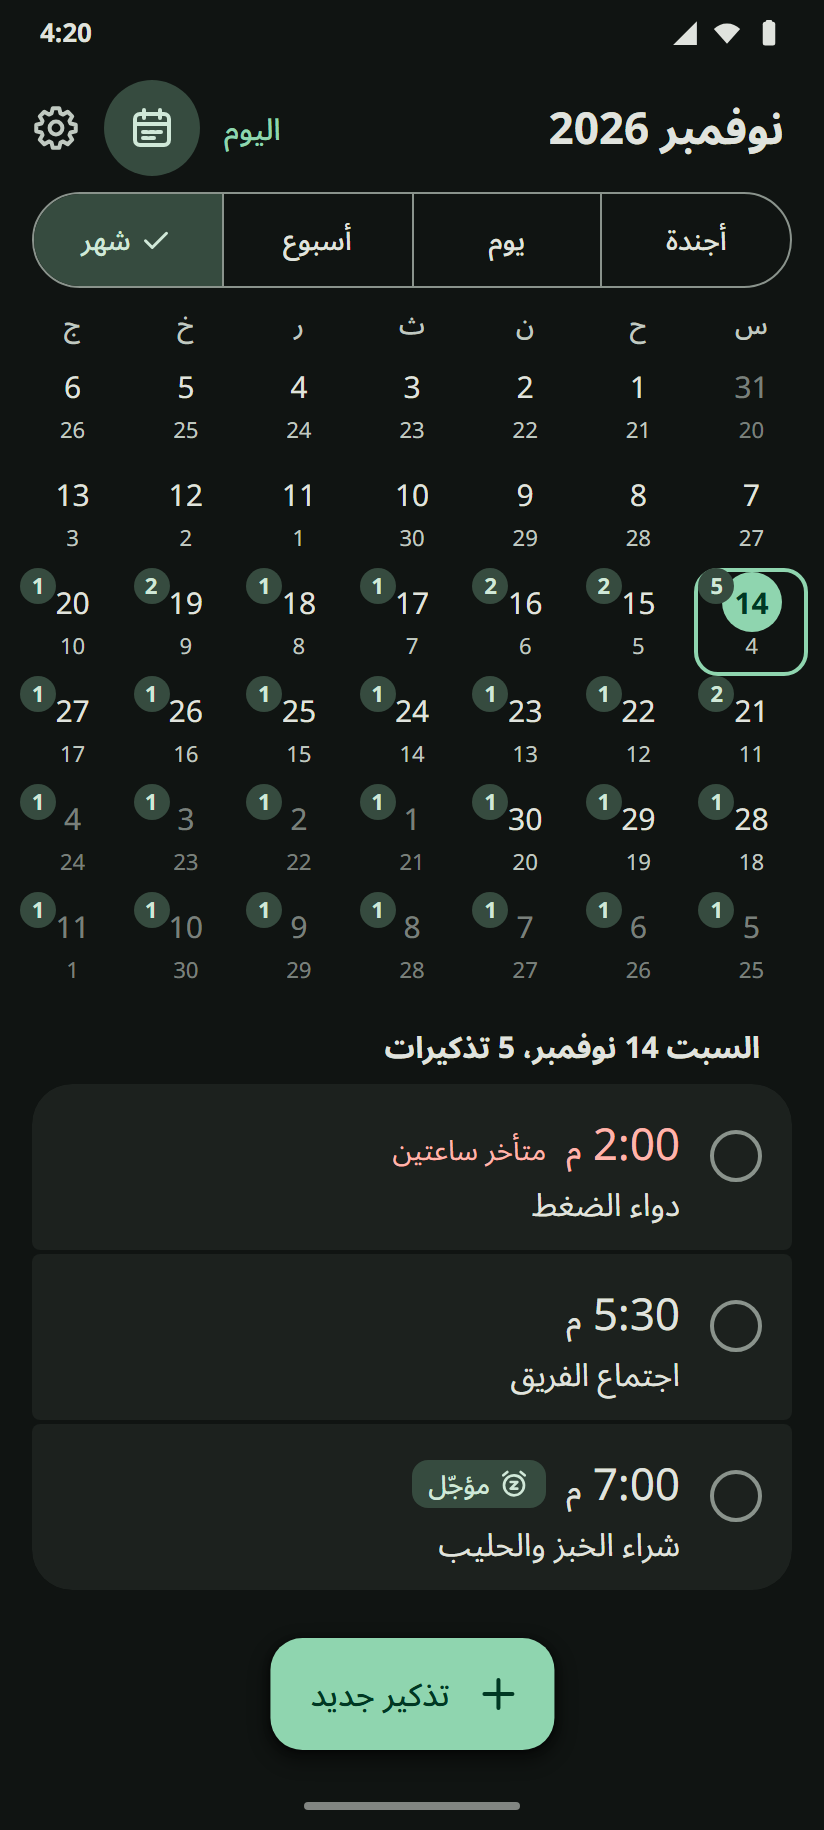 4:20
نوفمبر 2026
اليوم
أجندة يوم أسبوع شهر
س ح ن ث ر خ ج
31 1 2 3 4 5 6
20 21 22 23 24 25 26
7 8 9 10 11 12 13
27 28 29 30 1 2 3
5 2 2 1 1 2 1
14 15 16 17 18 19 20
4 5 6 7 8 9 10
2 1 1 1 1 1 1
21 22 23 24 25 26 27
11 12 13 14 15 16 17
1 1 1 1 1 1 1
28 29 30 1 2 3 4
18 19 20 21 22 23 24
1 1 1 1 1 1 1
5 6 7 8 9 10 11
25 26 27 28 29 30 1
السبت 14 نوفمبر، 5 تذكيرات
2:00 م متأخر ساعتين
دواء الضغط
5:30 م
اجتماع الفريق
7:00 م مؤجّل
شراء الخبز والحليب
تذكير جديد